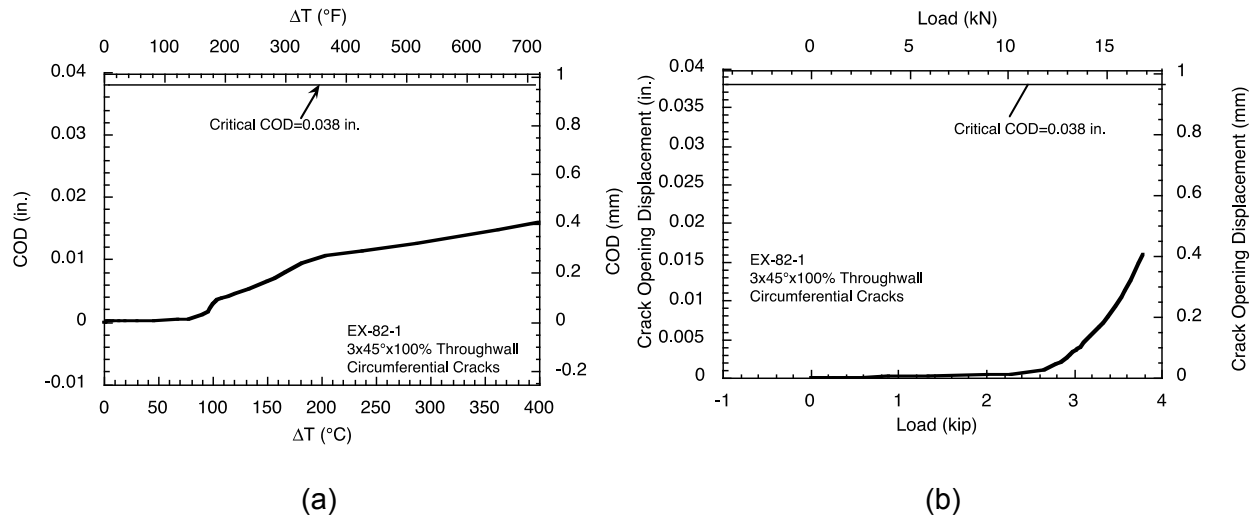 ΔT (°F)
0 100 200 300 400 500 600 700
0.04
0.03
0.02
0.01
0
-0.01
COD (in.)
1
0.8
0.6
0.4
0.2
0
-0.2
COD (mm)
Critical COD=0.038 in.
EX-82-1
3x45°x100% Throughwall
Circumferential Cracks
0 50 100 150 200 250 300 350 400
ΔT (°C)
(a)
Load (kN)
0 5 10 15
0.04
0.035
0.03
0.025
0.02
0.015
0.01
0.005
0
Crack Opening Displacement (in.)
1
0.8
0.6
0.4
0.2
0
Crack Opening Displacement (mm)
Critical COD=0.038 in.
EX-82-1
3x45°x100% Throughwall
Circumferential Cracks
-1 0 1 2 3 4
Load (kip)
(b)